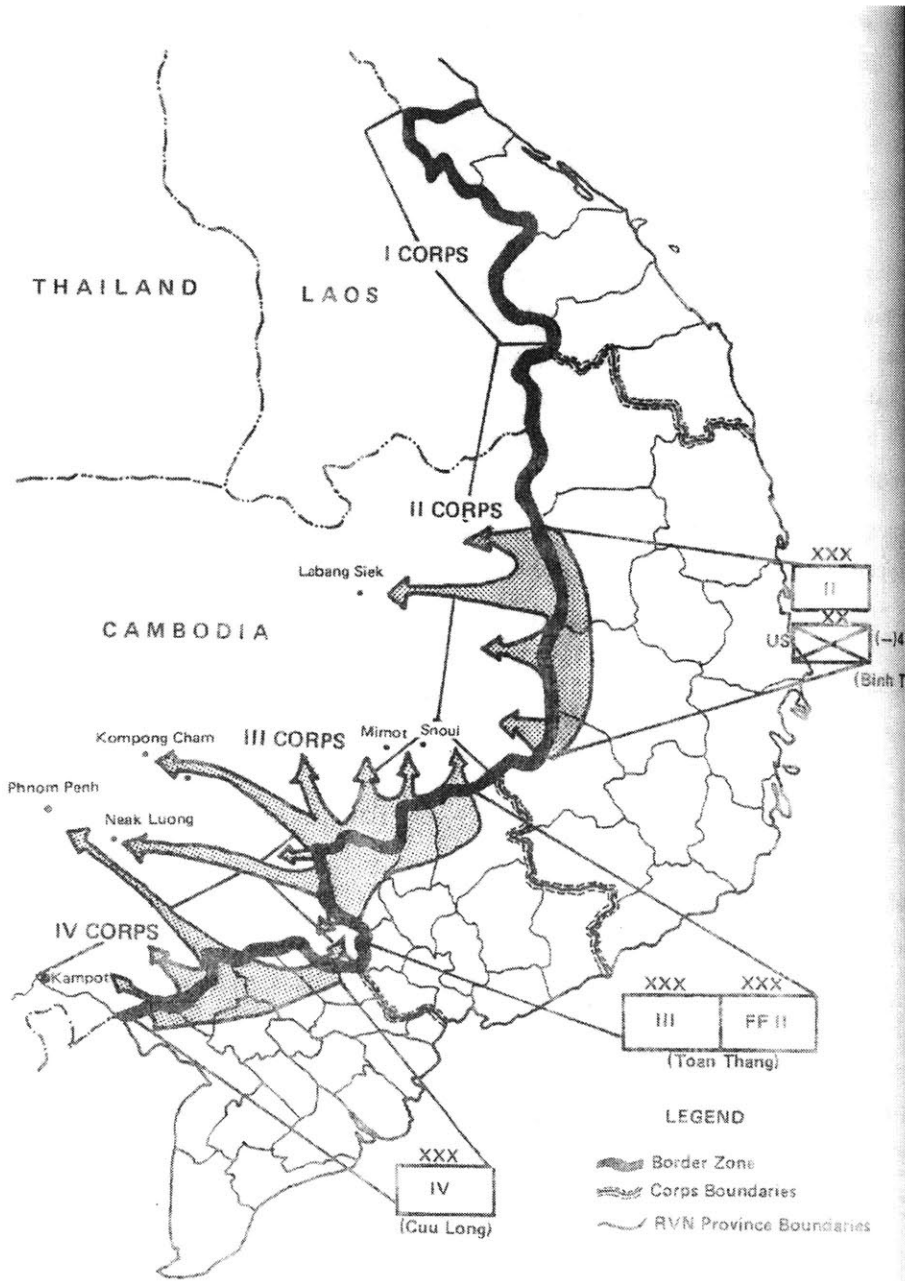 I CORPS
THAILAND
LAOS
II CORPS
Labang Siek
XXX
II
XX
US
(-)4
(Binh T
CAMBODIA
Kompong Cham
III CORPS
Mimot
Snoul
Phnom Penh
Neak Luong
IV CORPS
Kampot
XXX XXX
III FF II
(Toan Thang)
XXX
IV
(Cuu Long)
LEGEND
Border Zone
Corps Boundaries
RVN Province Boundaries